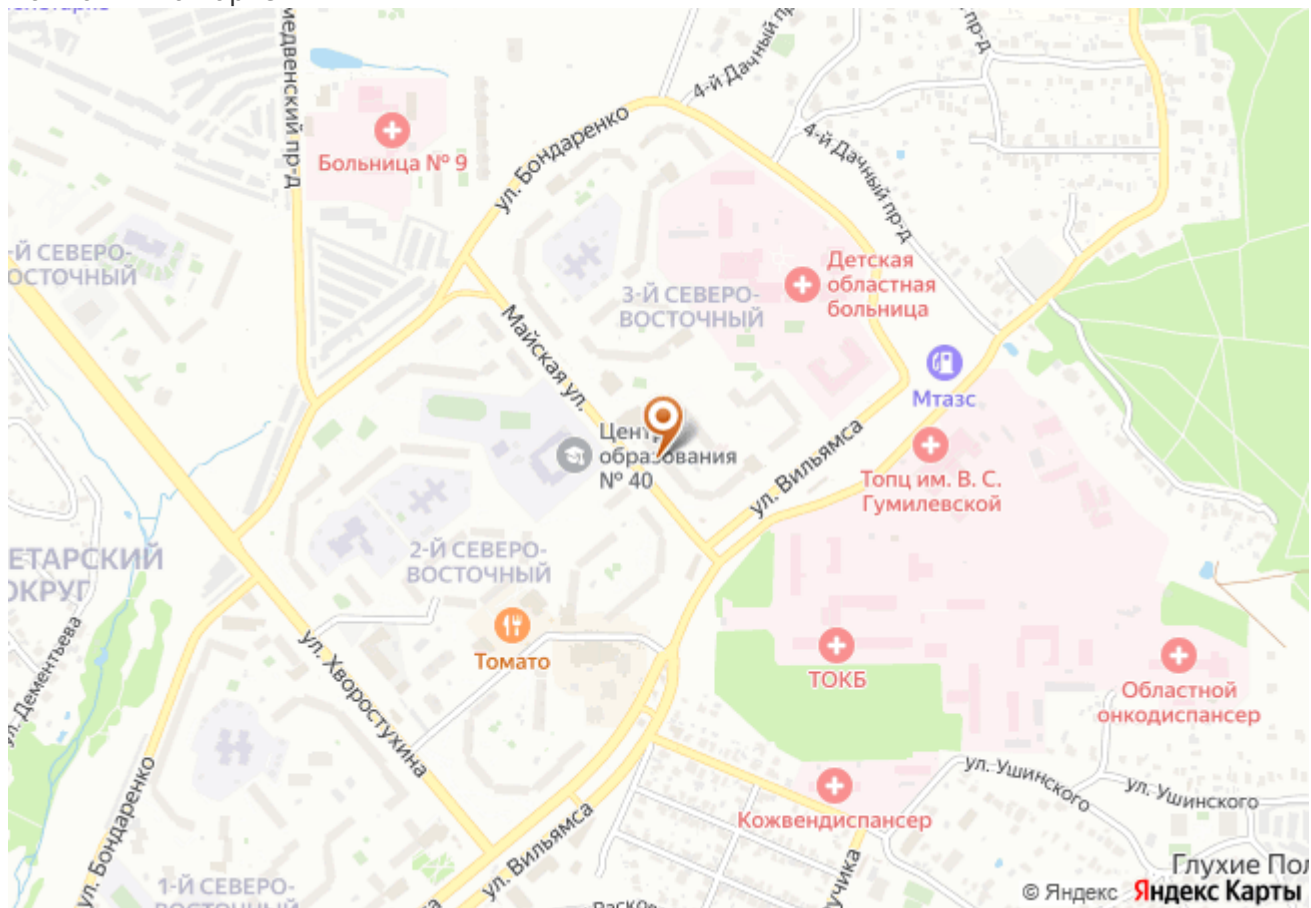 4-й Дачный пр-д
пр-д
медвенский пр-д
Больница № 9
ул. Бондаренко
4-й Дачный пр-д
-Й СЕВЕРО-
ОСТОЧНЫЙ
3-Й СЕВЕРО-
ВОСТОЧНЫЙ
Детская
областная
больница
Майская ул.
Мтазс
Центр
образования
№ 40
ул. Вильямса
Топц им. В. С.
Гумилевской
2-Й СЕВЕРО-
ВОСТОЧНЫЙ
ЕТАРСКИЙ
ОКРУГ
ул. Дементьева
Томато
ул. Хворостухина
ТОКБ
Областной
онкодиспансер
ул. Бондаренко
ул. Ушинского
ул. Ушинского
Кожвендиспансер
ул. Вильямса
Глухие Пол
1-Й СЕВЕРО-
ВОСТОЧНЫЙ
© Яндекс Яндекс Карты